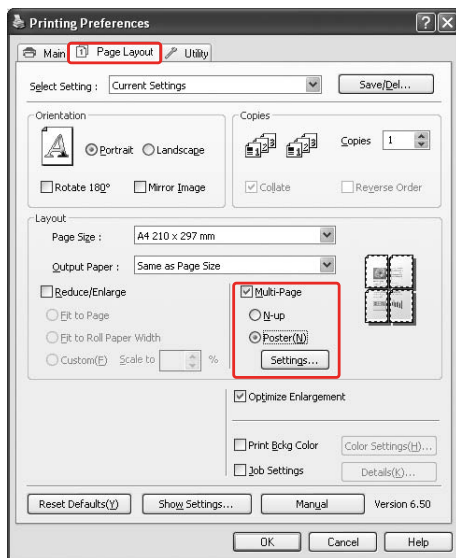 Printing Preferences
Main Page Layout Utility
Select Setting : Current Settings Save/Del...
Orientation Copies
Portrait Landscape Copies 1
Rotate 180° Mirror Image Collate Reverse Order
Layout
Page Size : A4 210 x 297 mm
Output Paper : Same as Page Size
Reduce/Enlarge Multi-Page
Fit to Page N-up
Fit to Roll Paper Width Poster(N)
Custom(F) Scale to % Settings...
Optimize Enlargement
Print Bckg Color Color Settings(H)...
Job Settings Details(K)...
Reset Defaults(Y) Show Settings... Manual Version 6.50
OK Cancel Help